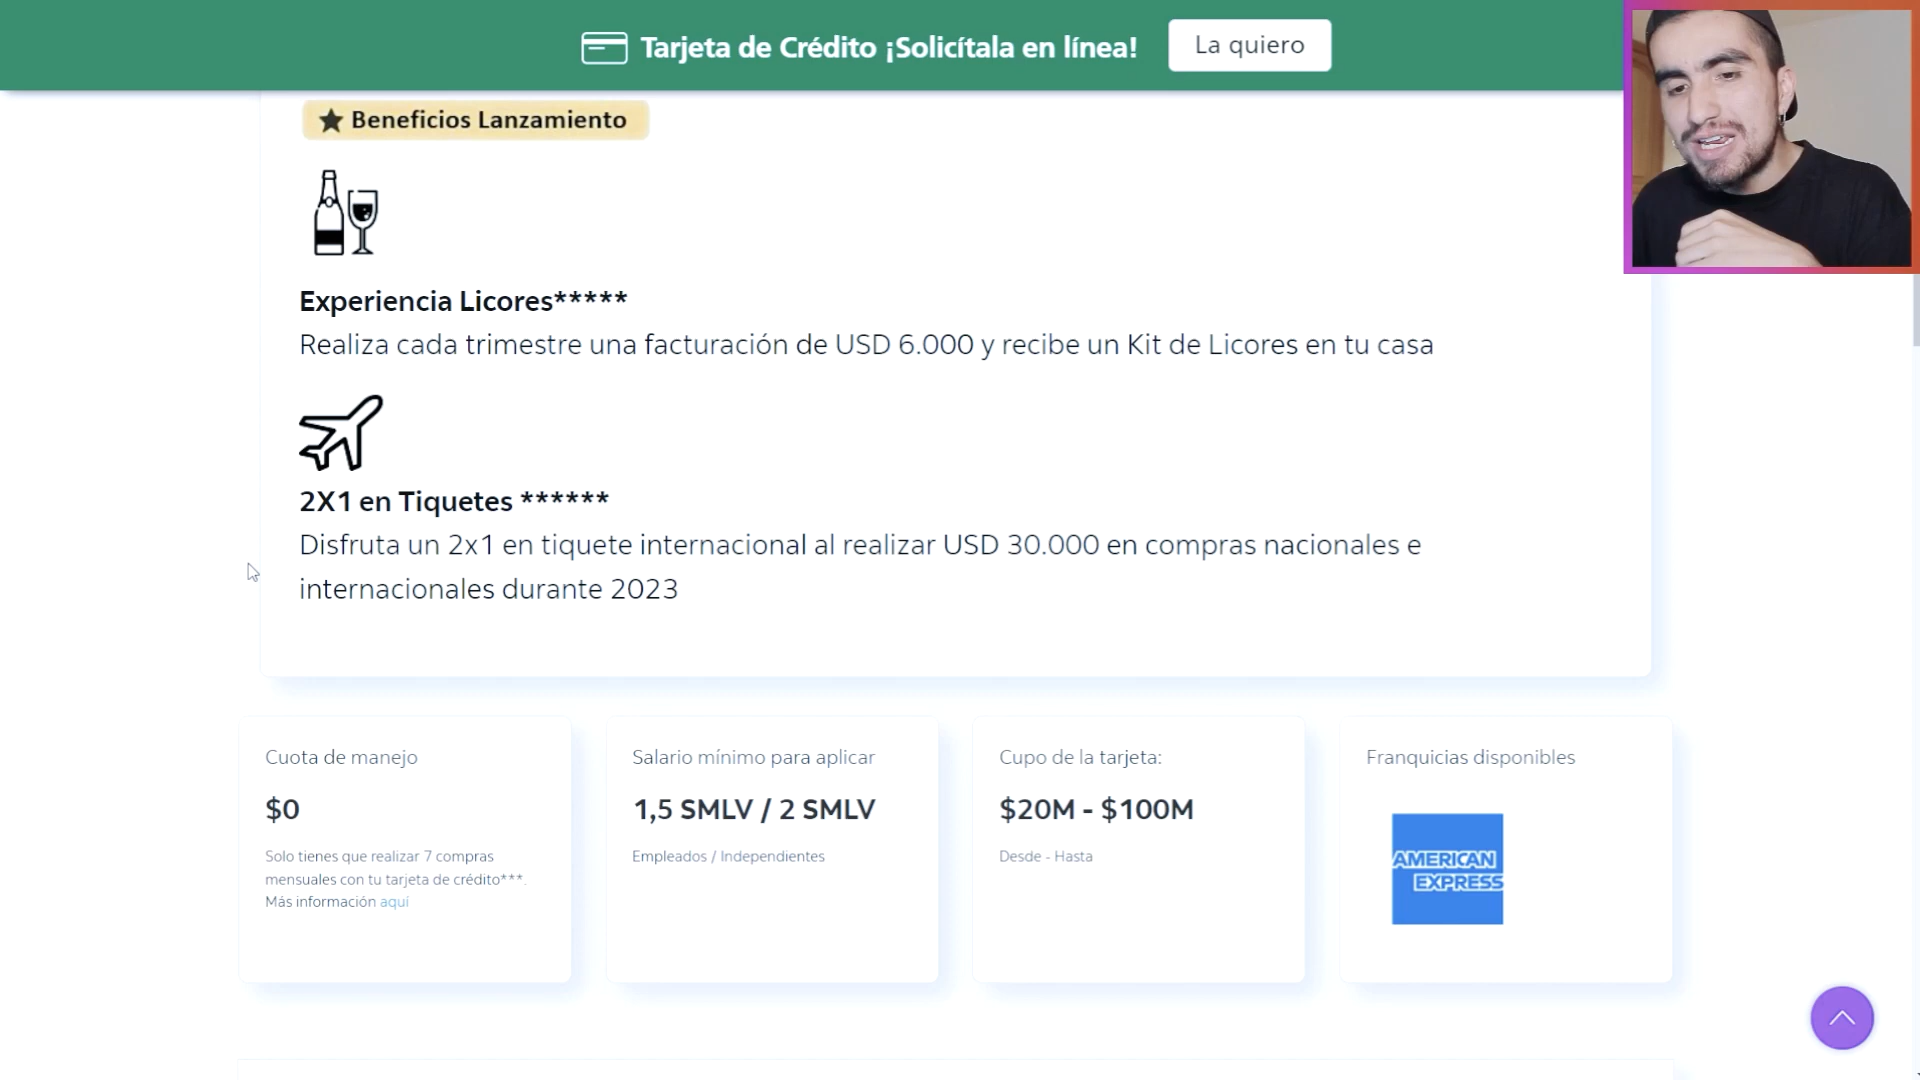 Tarjeta de Crédito ¡Solicítala en línea!
La quiero
★ Beneficios Lanzamiento
Experiencia Licores*****
Realiza cada trimestre una facturación de USD 6.000 y recibe un Kit de Licores en tu casa
2X1 en Tiquetes ******
Disfruta un 2x1 en tiquete internacional al realizar USD 30.000 en compras nacionales e
internacionales durante 2023
Cuota de manejo
$0
Solo tienes que realizar 7 compras
mensuales con tu tarjeta de crédito***.
Más información aquí
Salario mínimo para aplicar
1,5 SMLV / 2 SMLV
Empleados / Independientes
Cupo de la tarjeta:
$20M - $100M
Desde - Hasta
Franquicias disponibles
AMERICAN
EXPRESS